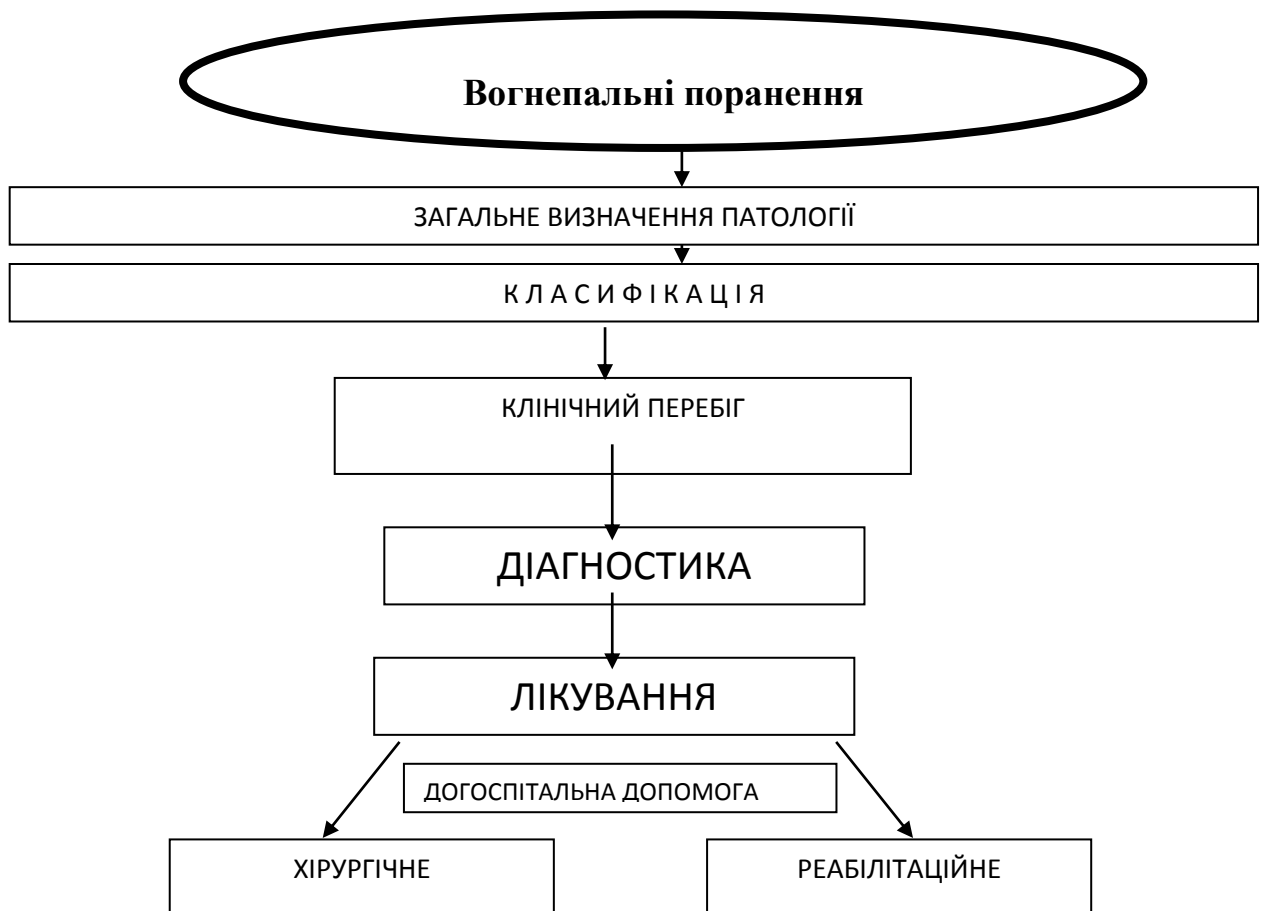 Вогнепальні поранення
ЗАГАЛЬНЕ ВИЗНАЧЕННЯ ПАТОЛОГІЇ
К Л А С И Ф І К А Ц І Я
КЛІНІЧНИЙ ПЕРЕБІГ
ДІАГНОСТИКА
ЛІКУВАННЯ
ДОГОСПІТАЛЬНА ДОПОМОГА
ХІРУРГІЧНЕ
РЕАБІЛІТАЦІЙНЕ